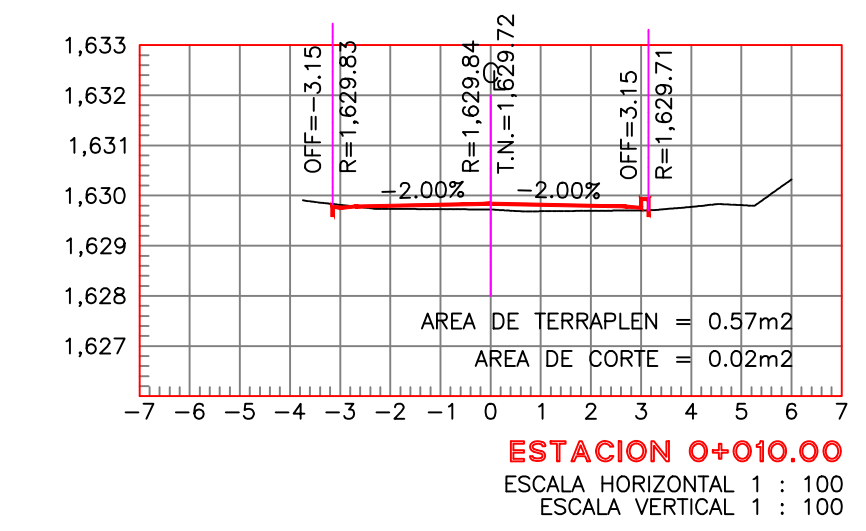 OFF=-3.15
R=1,629.83
R=1,629.84
T.N.=1,629.72
OFF=3.15
R=1,629.71
1,633
1,632
1,631
1,630
1,629
1,628
1,627
-2.00% -2.00%
AREA DE TERRAPLEN = 0.57m2
AREA DE CORTE = 0.02m2
-7 -6 -5 -4 -3 -2 -1 0 1 2 3 4 5 6 7
ESTACION 0+010.00
ESCALA HORIZONTAL 1 : 100
ESCALA VERTICAL 1 : 100